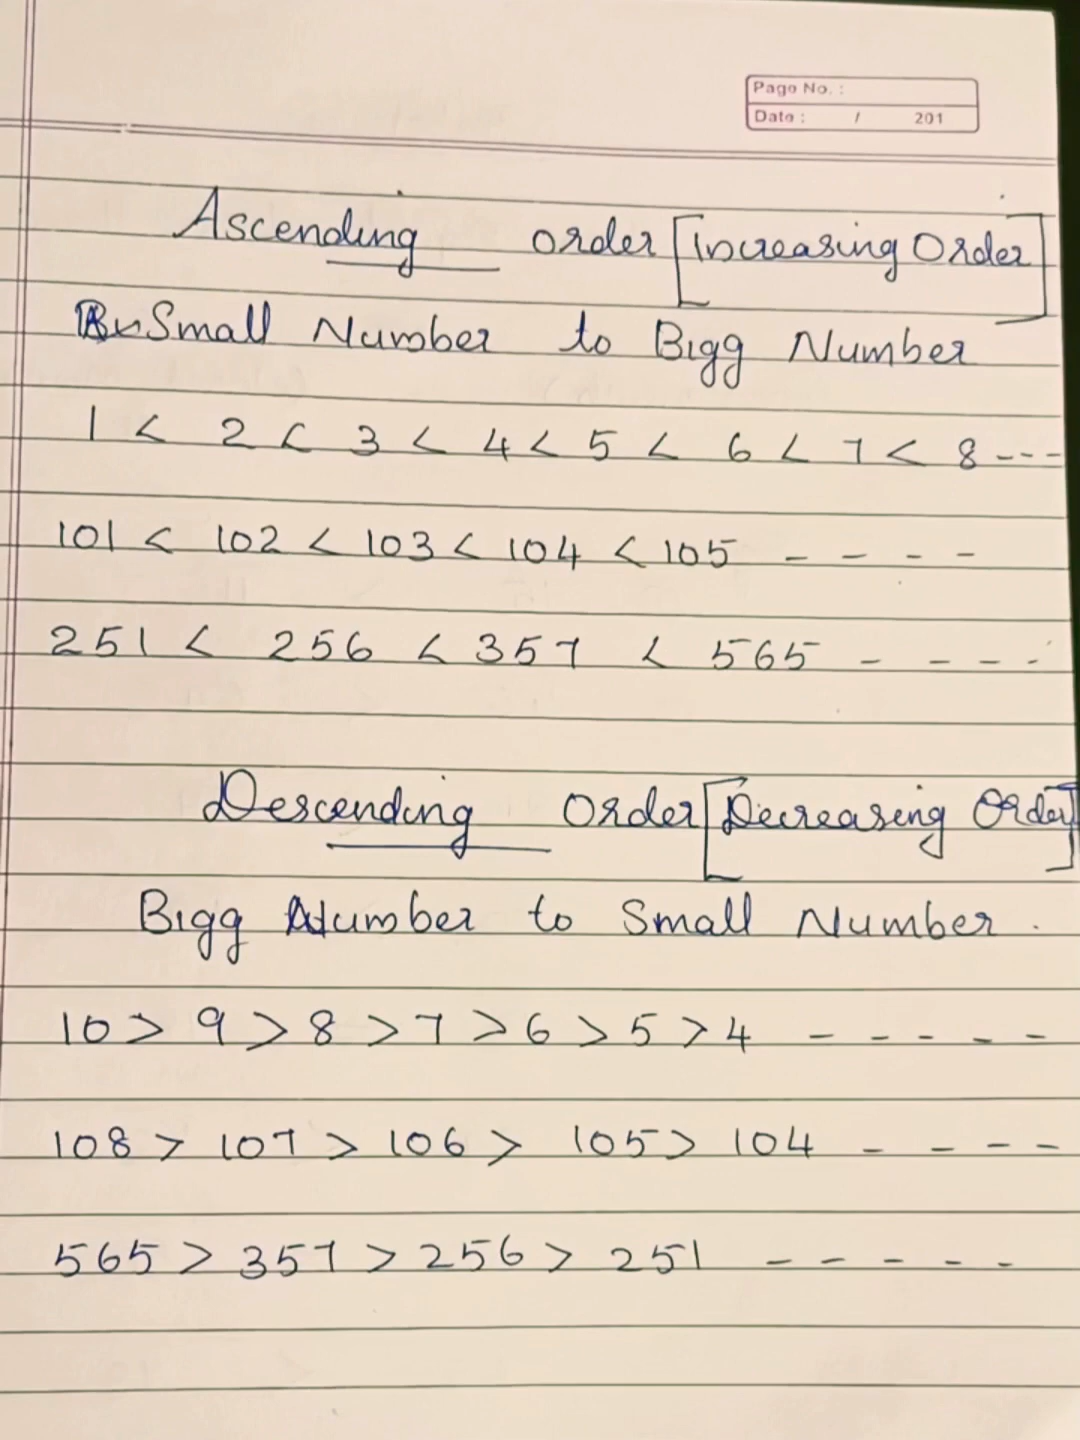 Page No. :
Date : / 201
Ascending order [Increasing Order]
Small Number to Bigg Number
1 < 2 < 3 < 4 < 5 < 6 < 7 < 8 ---
101 < 102 < 103 < 104 < 105 - - - -
251 < 256 < 357 < 565 - - - -
Descending Order [Decreasing Order]
Bigg Number to Small Number.
10 > 9 > 8 > 7 > 6 > 5 > 4 - - - - -
108 > 107 > 106 > 105 > 104 - - - -
565 > 357 > 256 > 251 - - - - -